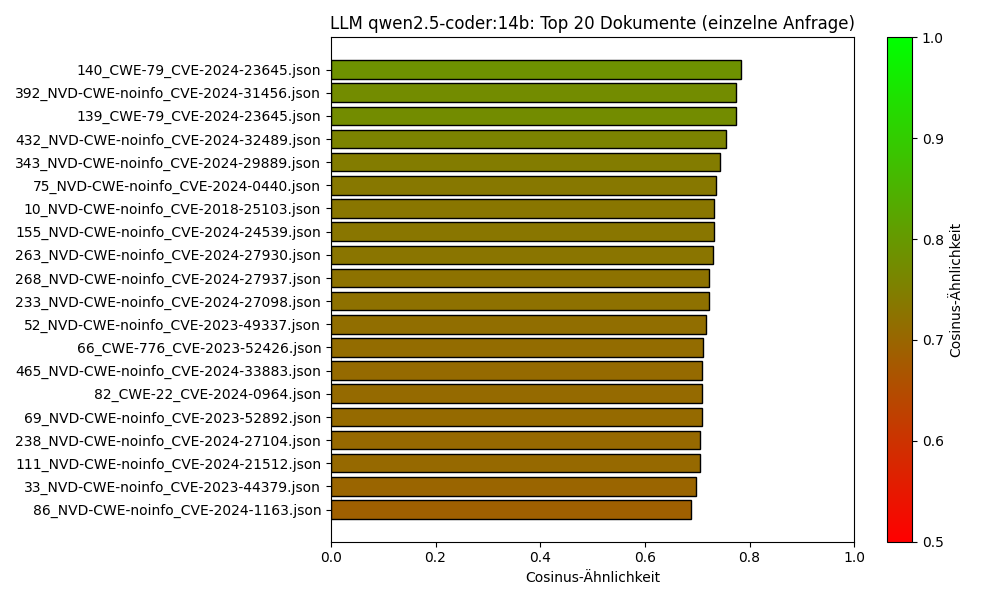 LLM qwen2.5-coder:14b: Top 20 Dokumente (einzelne Anfrage)
140_CWE-79_CVE-2024-23645.json
392_NVD-CWE-noinfo_CVE-2024-31456.json
139_CWE-79_CVE-2024-23645.json
432_NVD-CWE-noinfo_CVE-2024-32489.json
343_NVD-CWE-noinfo_CVE-2024-29889.json
75_NVD-CWE-noinfo_CVE-2024-0440.json
10_NVD-CWE-noinfo_CVE-2018-25103.json
155_NVD-CWE-noinfo_CVE-2024-24539.json
263_NVD-CWE-noinfo_CVE-2024-27930.json
268_NVD-CWE-noinfo_CVE-2024-27937.json
233_NVD-CWE-noinfo_CVE-2024-27098.json
52_NVD-CWE-noinfo_CVE-2023-49337.json
66_CWE-776_CVE-2023-52426.json
465_NVD-CWE-noinfo_CVE-2024-33883.json
82_CWE-22_CVE-2024-0964.json
69_NVD-CWE-noinfo_CVE-2023-52892.json
238_NVD-CWE-noinfo_CVE-2024-27104.json
111_NVD-CWE-noinfo_CVE-2024-21512.json
33_NVD-CWE-noinfo_CVE-2023-44379.json
86_NVD-CWE-noinfo_CVE-2024-1163.json
0.0 0.2 0.4 0.6 0.8 1.0
Cosinus-Ähnlichkeit
1.0
0.9
0.8
0.7
0.6
0.5
Cosinus-Ähnlichkeit